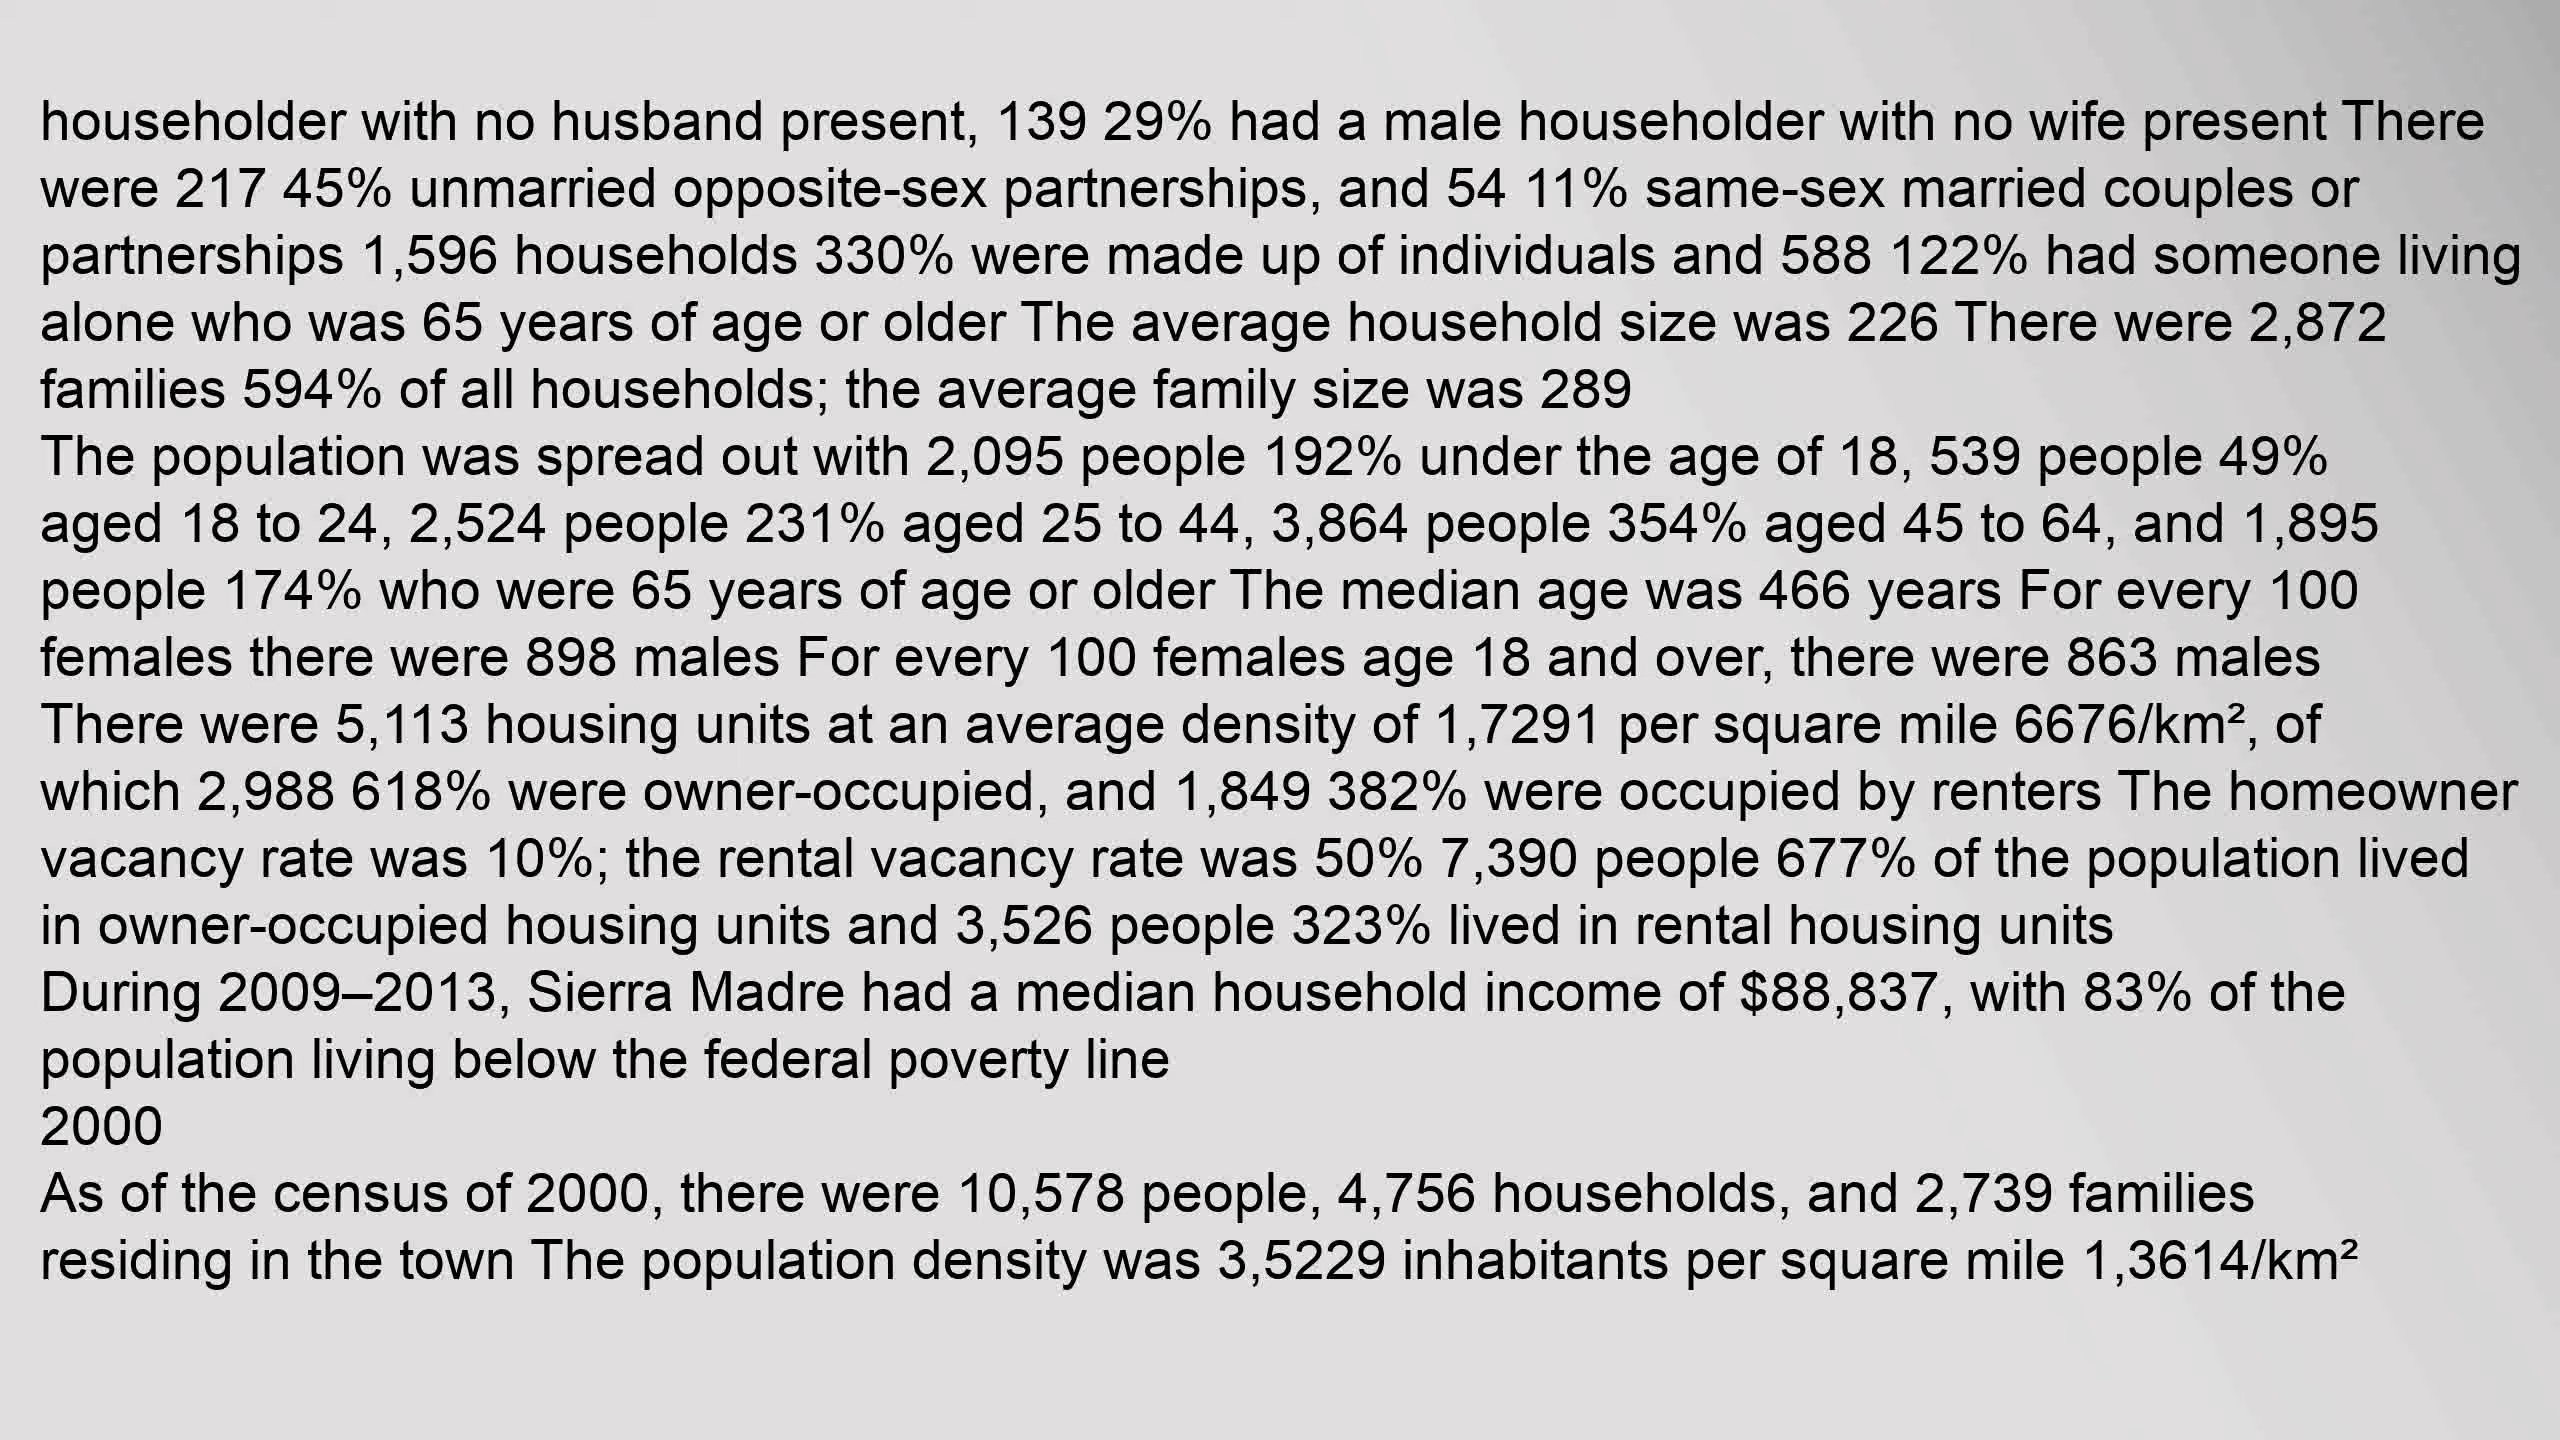 householder with no husband present, 139 29% had a male householder with no wife present There
were 217 45% unmarried opposite-sex partnerships, and 54 11% same-sex married couples or
partnerships 1,596 households 330% were made up of individuals and 588 122% had someone living
alone who was 65 years of age or older The average household size was 226 There were 2,872
families 594% of all households; the average family size was 289
The population was spread out with 2,095 people 192% under the age of 18, 539 people 49%
aged 18 to 24, 2,524 people 231% aged 25 to 44, 3,864 people 354% aged 45 to 64, and 1,895
people 174% who were 65 years of age or older The median age was 466 years For every 100
females there were 898 males For every 100 females age 18 and over, there were 863 males
There were 5,113 housing units at an average density of 1,7291 per square mile 6676/km², of
which 2,988 618% were owner-occupied, and 1,849 382% were occupied by renters The homeowner
vacancy rate was 10%; the rental vacancy rate was 50% 7,390 people 677% of the population lived
in owner-occupied housing units and 3,526 people 323% lived in rental housing units
During 2009–2013, Sierra Madre had a median household income of $88,837, with 83% of the
population living below the federal poverty line
2000
As of the census of 2000, there were 10,578 people, 4,756 households, and 2,739 families
residing in the town The population density was 3,5229 inhabitants per square mile 1,3614/km²